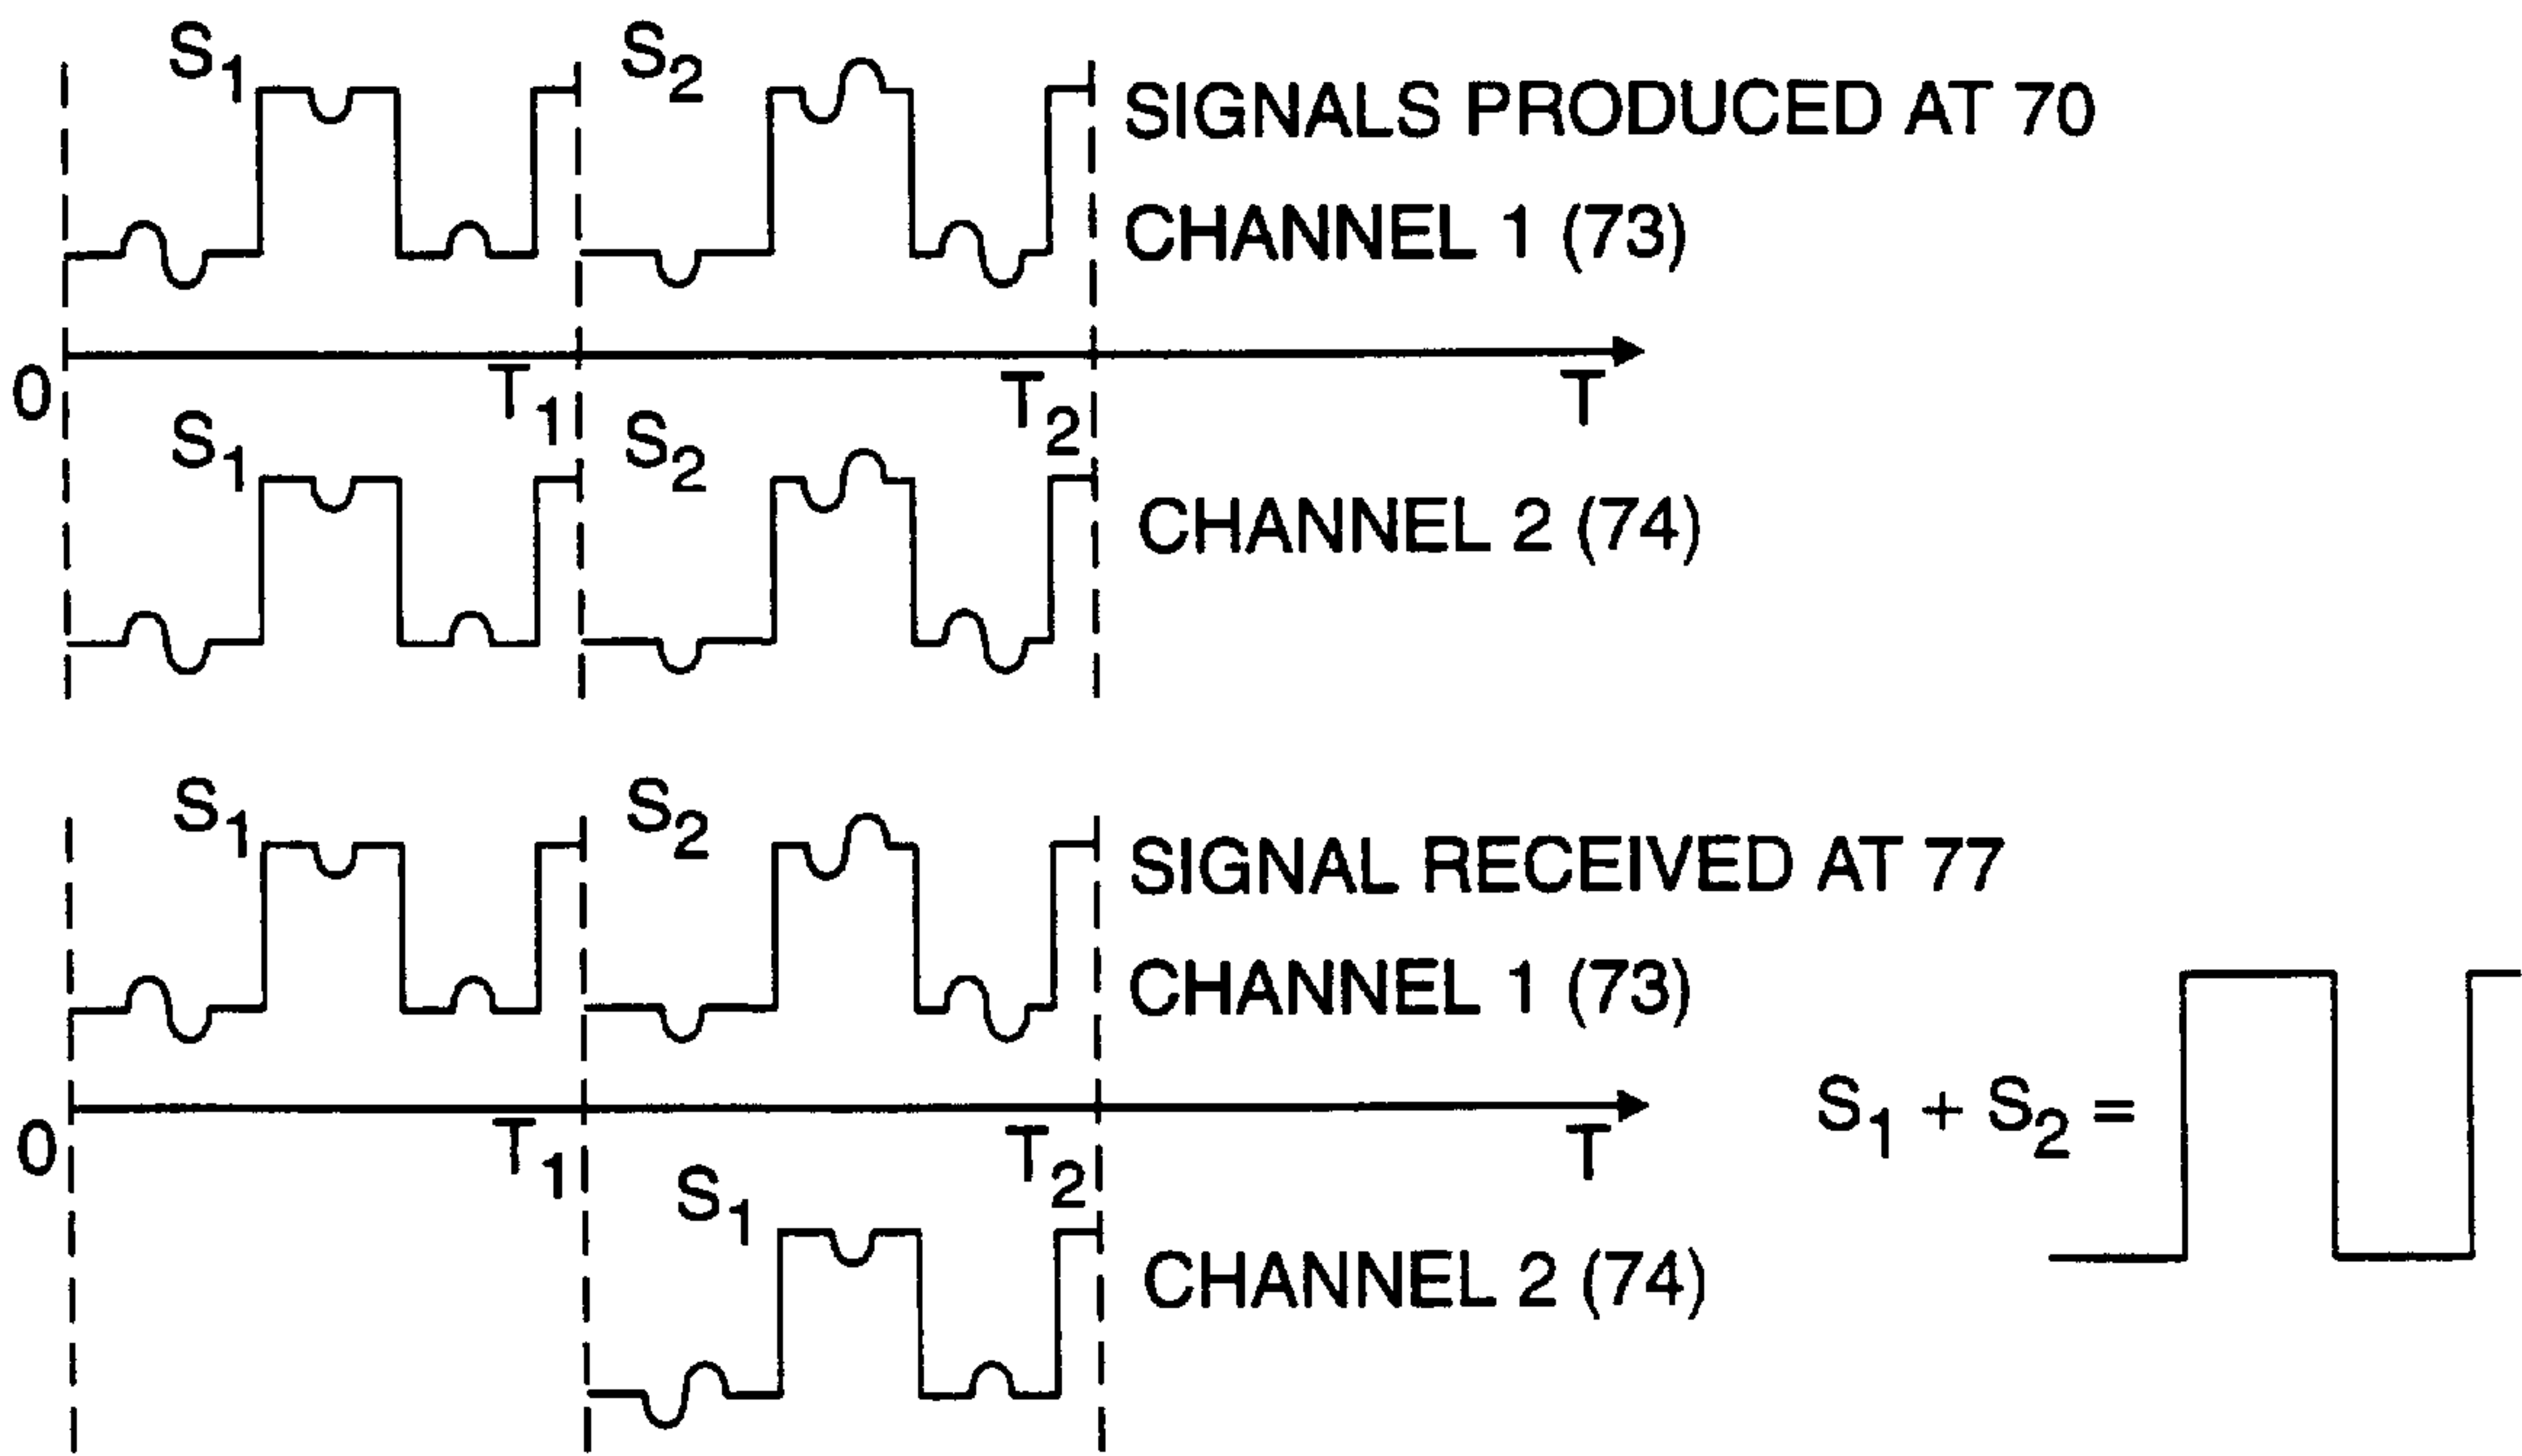 S1 S2 SIGNALS PRODUCED AT 70
CHANNEL 1 (73)
0 T1 T2 T
S1 S2 CHANNEL 2 (74)
S1 S2 SIGNAL RECEIVED AT 77
CHANNEL 1 (73)
S1 + S2 =
0 T1 T2 T
S1 CHANNEL 2 (74)